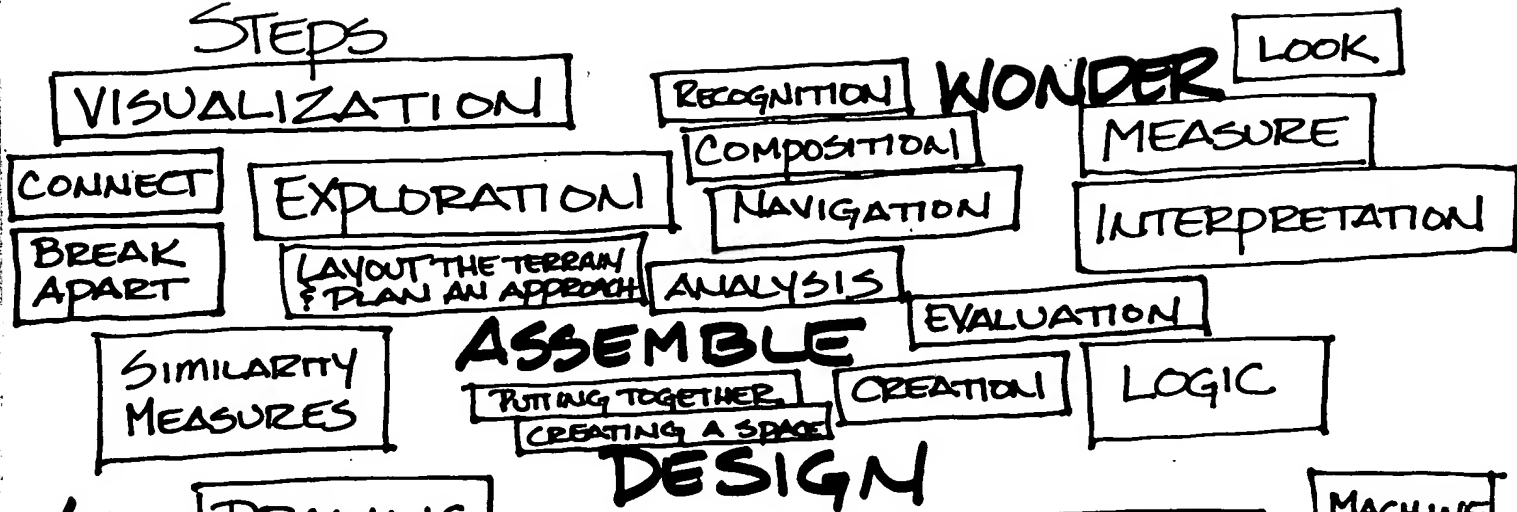 STEPS
VISUALIZATION
RECOGNITION
WONDER
LOOK
COMPOSITION
MEASURE
CONNECT
EXPLORATION
NAVIGATION
INTERPRETATION
BREAK
APART
LAYOUT THE TERRAIN
& PLAN AN APPROACH
ANALYSIS
EVALUATION
ASSEMBLE
SIMILARITY
MEASURES
PUTTING TOGETHER
CREATION
LOGIC
CREATING A SPACE
DESIGN
MACHINE